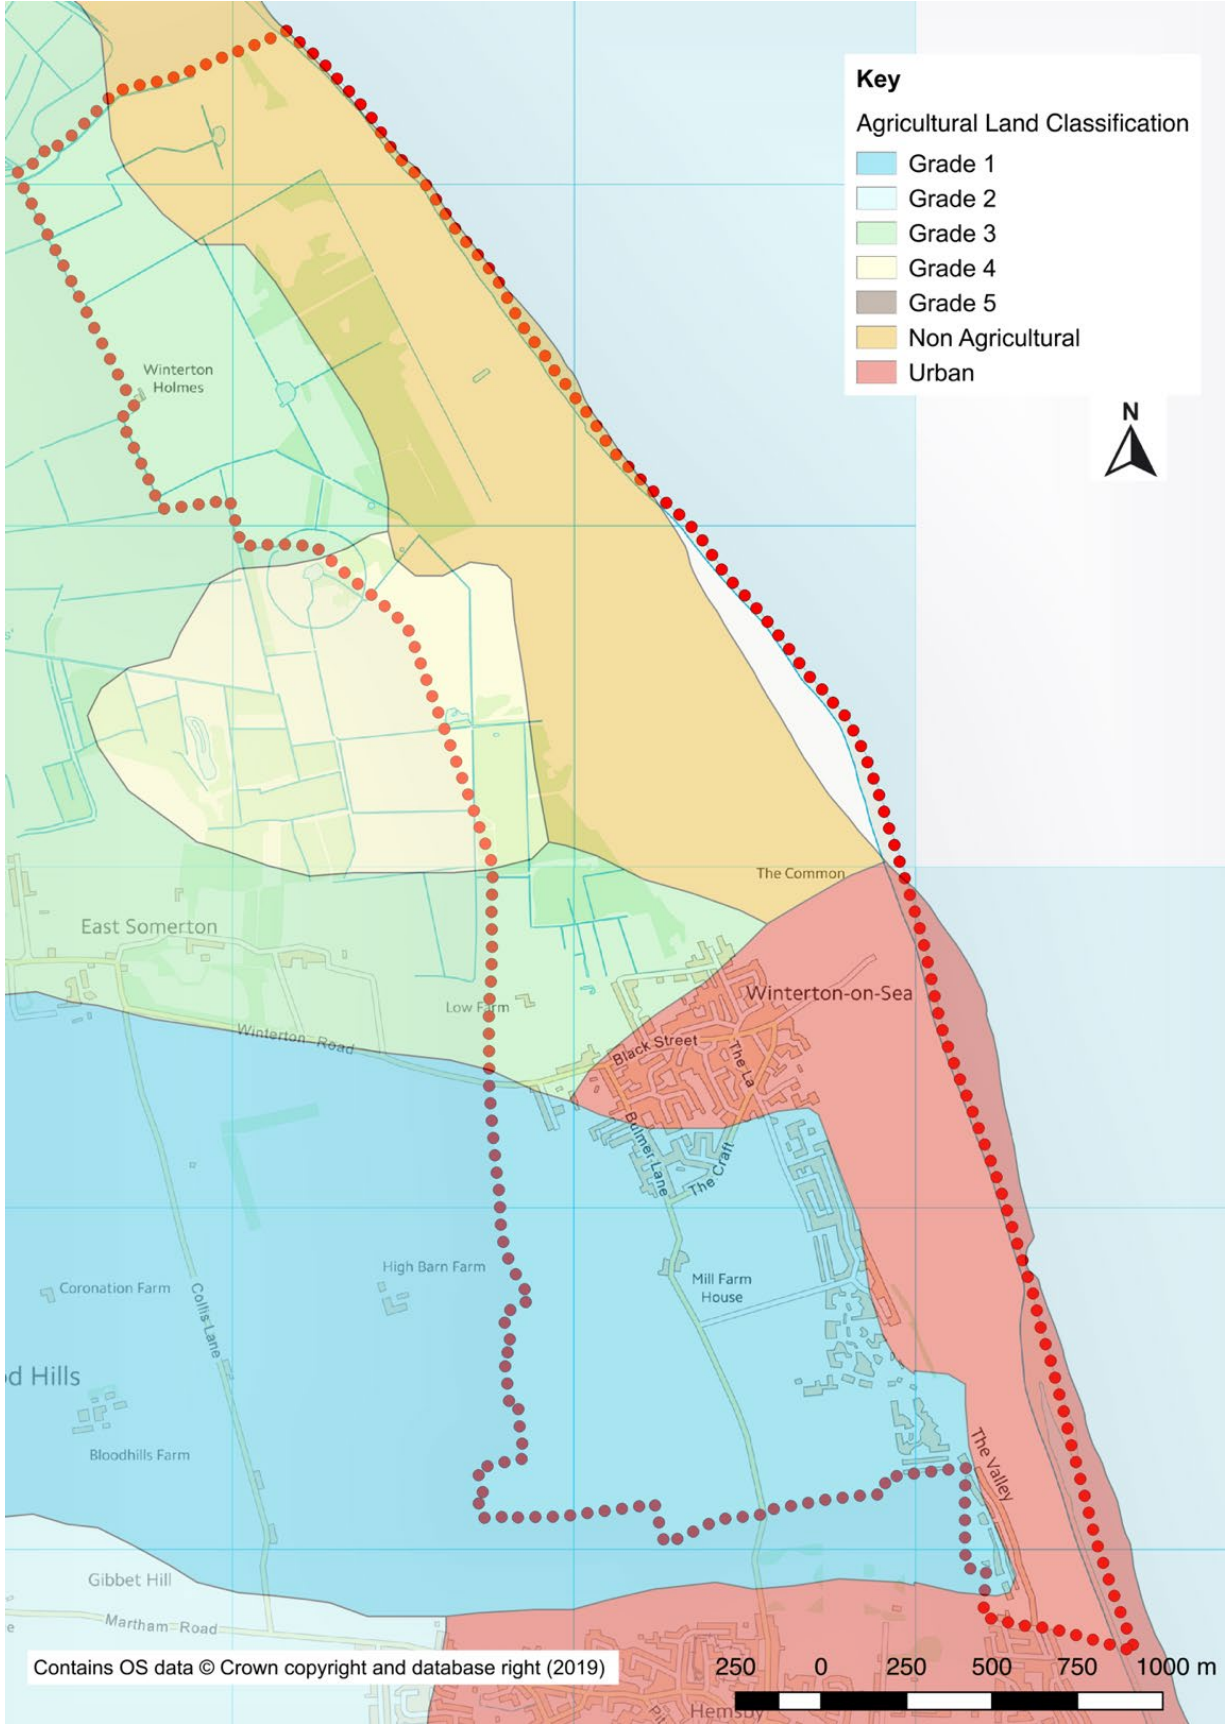 Key
Agricultural Land Classification
Grade 1
Grade 2
Grade 3
Grade 4
Grade 5
Non Agricultural
Urban
N
Winterton
Holmes
The Common
East Somerton
Winterton-on-Sea
Low Farm
Winterton Road
Black Street
The La
Bulmer Lane
The Craft
High Barn Farm
Mill Farm
House
Coronation Farm
Collis Lane
d Hills
Bloodhills Farm
The Valley
Gibbet Hill
e
Martham Road
Contains OS data © Crown copyright and database right (2019)
250 0 250 500 750 1000 m
Hemsby